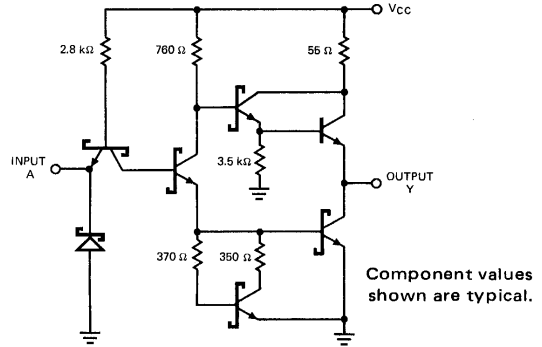 VCC
2.8 kΩ
760 Ω
55 Ω
INPUT
A
3.5 kΩ
OUTPUT
Y
370 Ω
350 Ω
Component values
shown are typical.